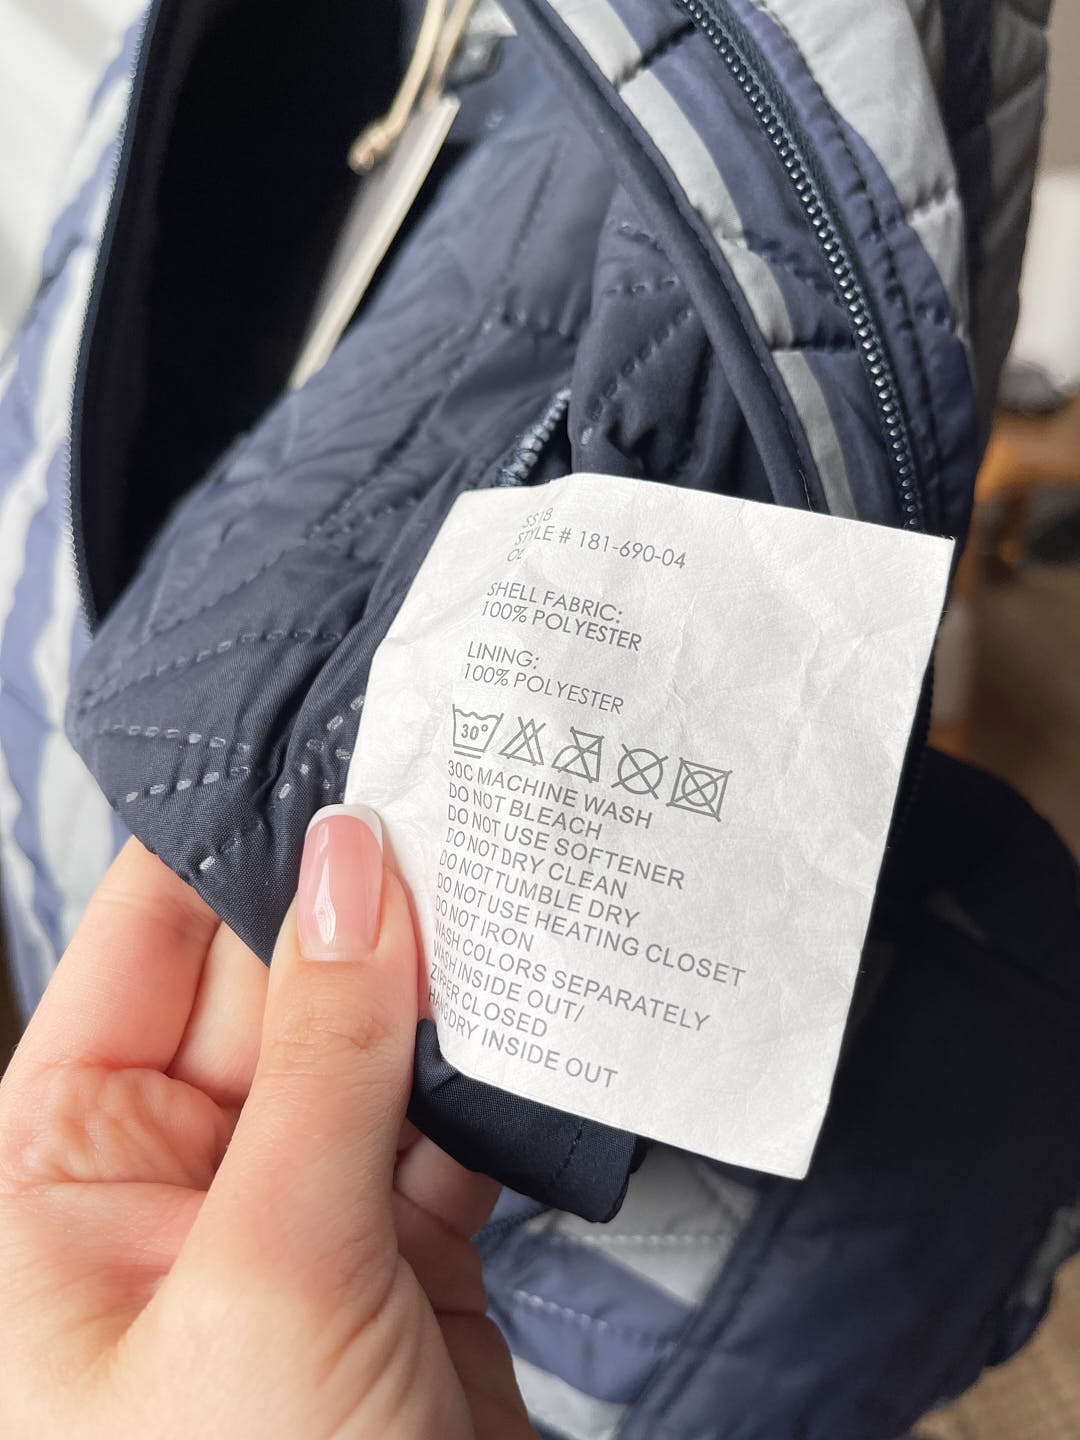 SS18
STYLE # 181-690-04
SHELL FABRIC:
100% POLYESTER
LINING:
100% POLYESTER
30°
30C MACHINE WASH
DO NOT BLEACH
DO NOT USE SOFTENER
DO NOT DRY CLEAN
DO NOT TUMBLE DRY
DO NOT USE HEATING CLOSET
DO NOT IRON
WASH COLORS SEPARATELY
WASH INSIDE OUT/
ZIPPER CLOSED
HANGDRY INSIDE OUT